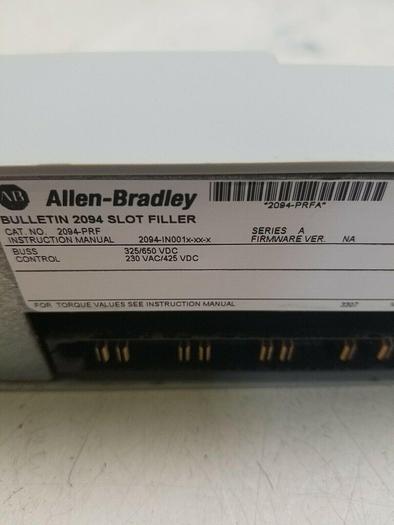 AB Allen-Bradley
*2094-PRFA*
BULLETIN 2094 SLOT FILLER
CAT. NO. 2094-PRF SERIES A
INSTRUCTION MANUAL 2094-IN001x-xx-x FIRMWARE VER. NA
BUSS 325/650 VDC
CONTROL 230 VAC/425 VDC
FOR TORQUE VALUES SEE INSTRUCTION MANUAL 3307